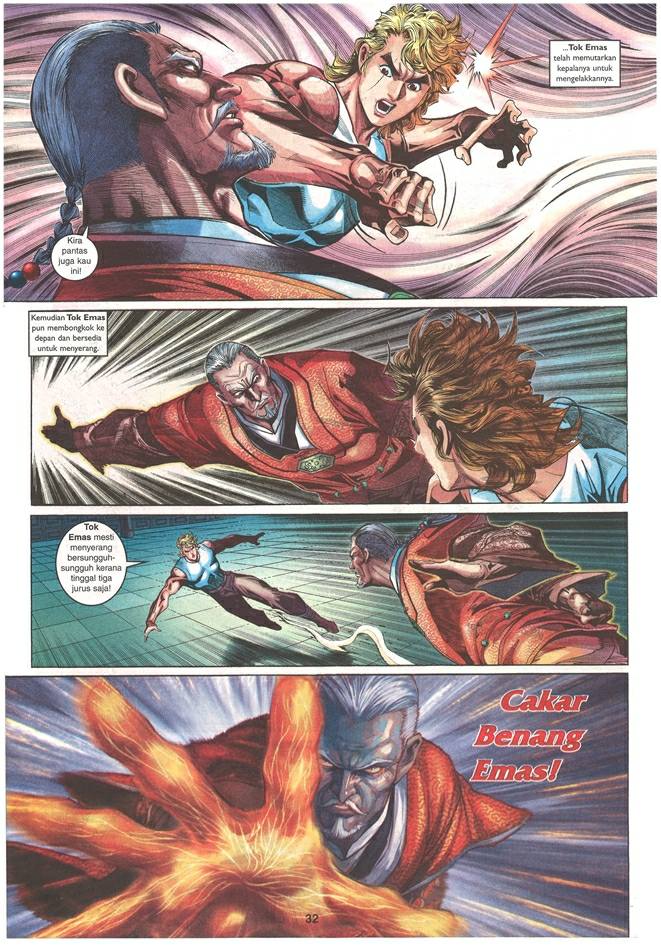 ...Tok Emas
telah memutarkan
kepalanya untuk
mengelakkannya.
Kira
pantas
juga kau
ini!
Kemudian Tok Emas
pun membongkok ke
depan dan bersedia
untuk menyerang.
Tok
Emas mesti
menyerang
bersungguh-
sungguh kerana
tinggal tiga
jurus saja!
Cakar
Benang
Emas!
32